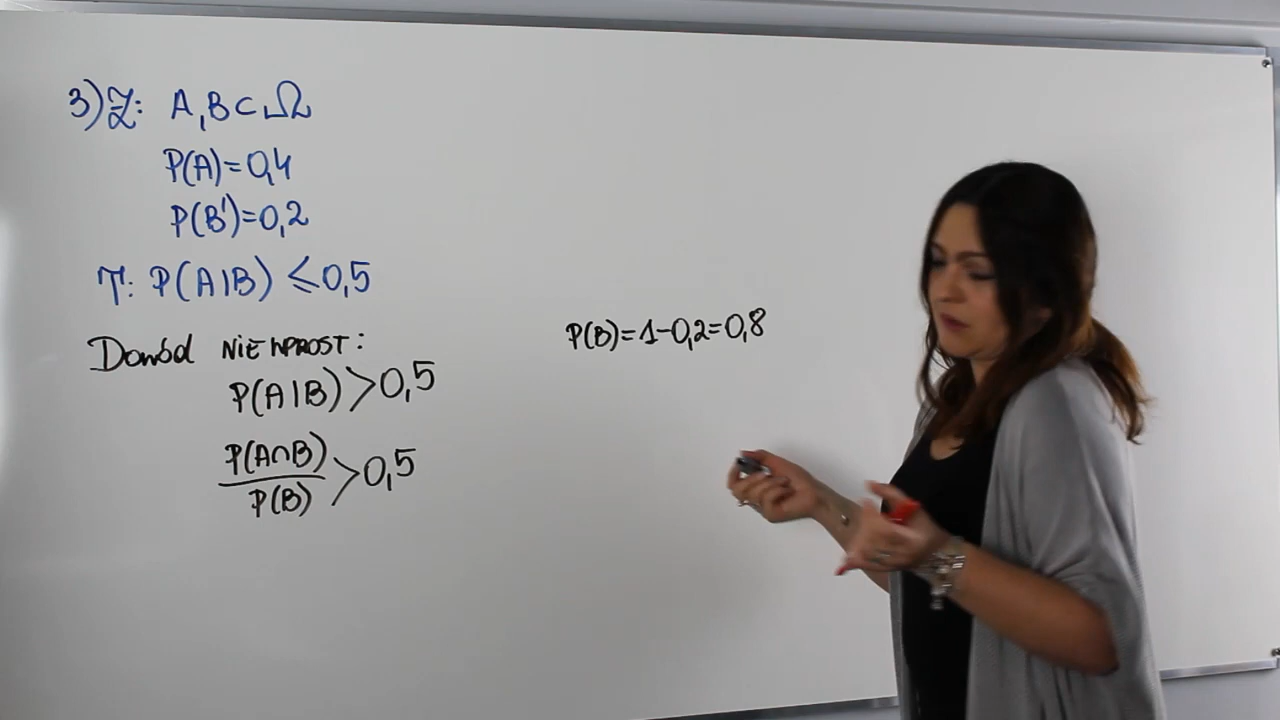 3) Z: A, B ⊂ Ω
P(A)=0,4
P(B')=0,2
T: P(A|B) ≤ 0,5
Dowód NIE WPROST:
P(A|B) > 0,5
P(A∩B)/P(B) > 0,5
P(B)=1-0,2=0,8